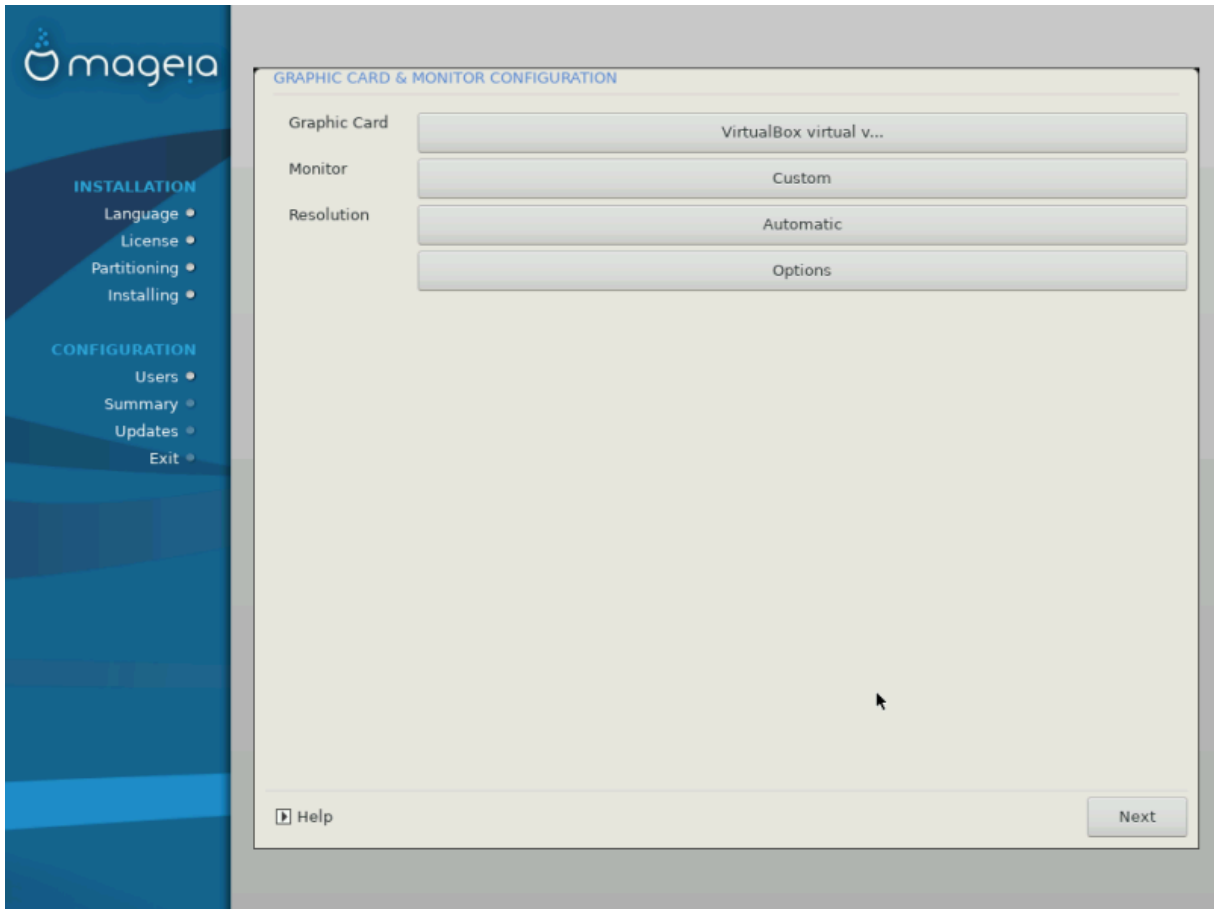 mageia
INSTALLATION
Language
License
Partitioning
Installing
CONFIGURATION
Users
Summary
Updates
Exit
GRAPHIC CARD & MONITOR CONFIGURATION
Graphic Card
VirtualBox virtual v...
Monitor
Custom
Resolution
Automatic
Options
Help
Next